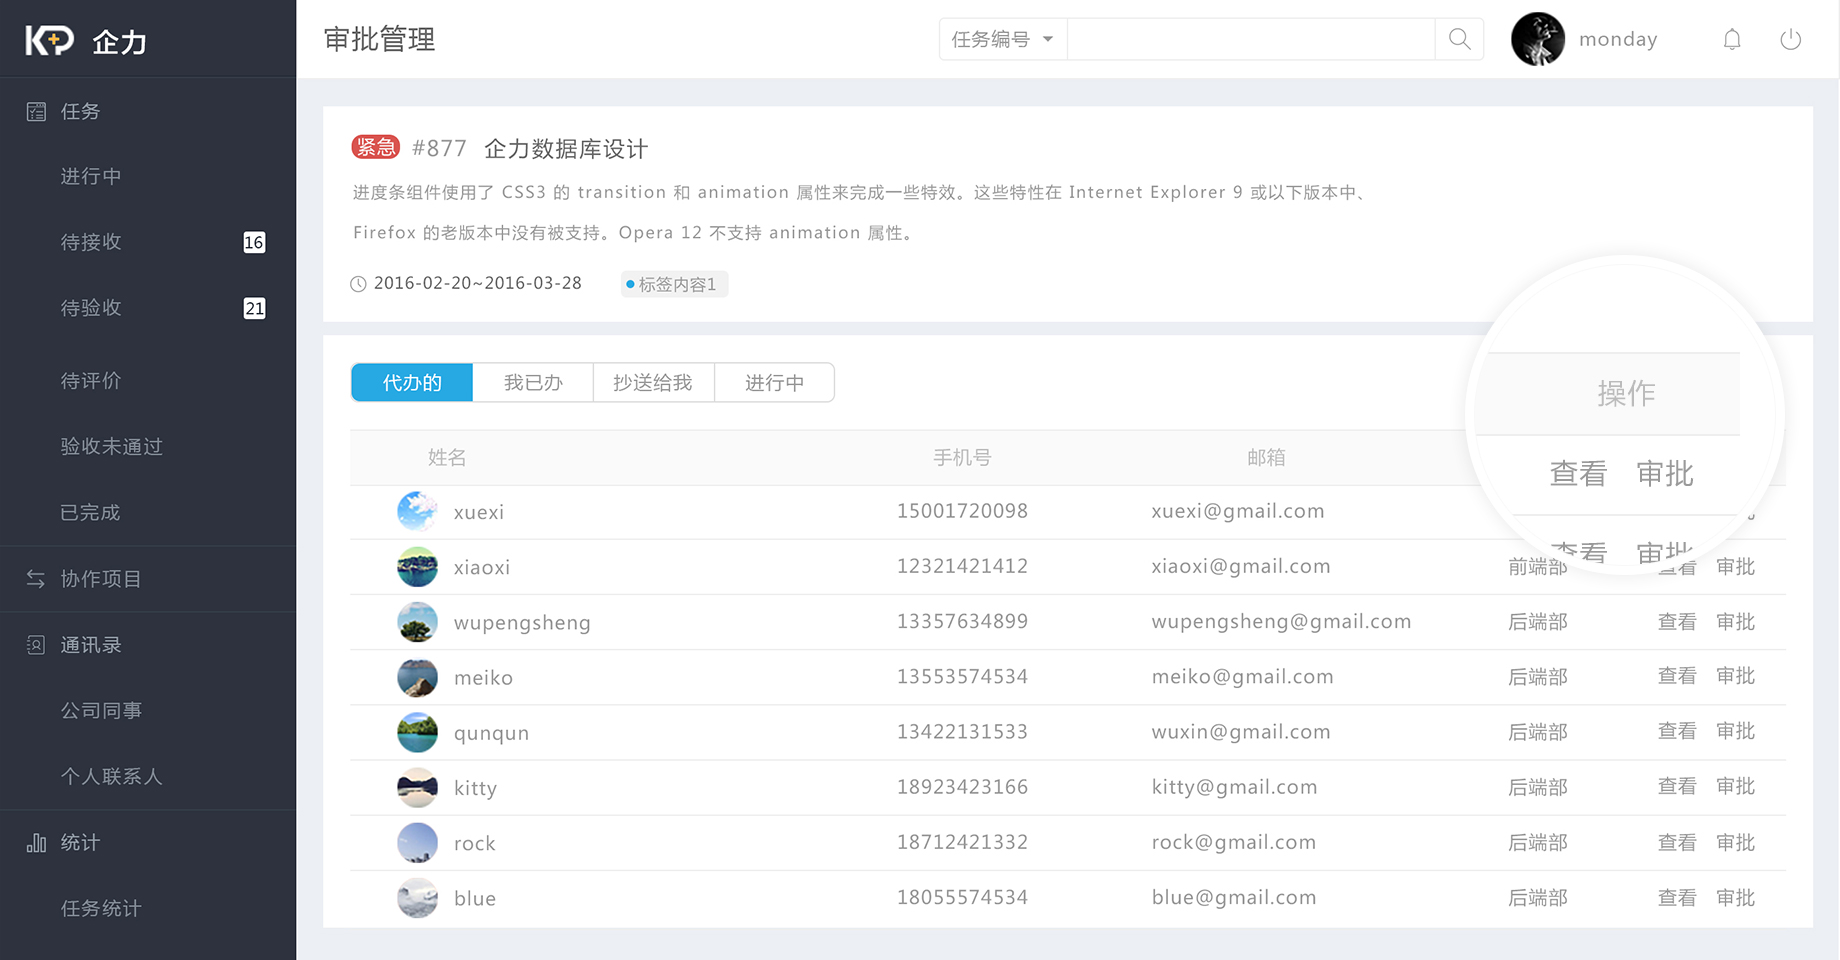 KP 企力
审批管理
任务编号
monday
任务
进行中
待接收 16
待验收 21
待评价
验收未通过
已完成
协作项目
通讯录
公司同事
个人联系人
统计
任务统计
紧急 #877 企力数据库设计
进度条组件使用了 CSS3 的 transition 和 animation 属性来完成一些特效。这些特性在 Internet Explorer 9 或以下版本中、
Firefox 的老版本中没有被支持。Opera 12 不支持 animation 属性。
2016-02-20~2016-03-28 标签内容1
代办的 我已办 抄送给我 进行中
姓名 手机号 邮箱 操作
xuexi 15001720098 xuexi@gmail.com 查看 审批
查看 审批
xiaoxi 12321421412 xiaoxi@gmail.com 前端部 查看 审批
wupengsheng 13357634899 wupengsheng@gmail.com 后端部 查看 审批
meiko 13553574534 meiko@gmail.com 后端部 查看 审批
qunqun 13422131533 wuxin@gmail.com 后端部 查看 审批
kitty 18923423166 kitty@gmail.com 后端部 查看 审批
rock 18712421332 rock@gmail.com 后端部 查看 审批
blue 18055574534 blue@gmail.com 后端部 查看 审批